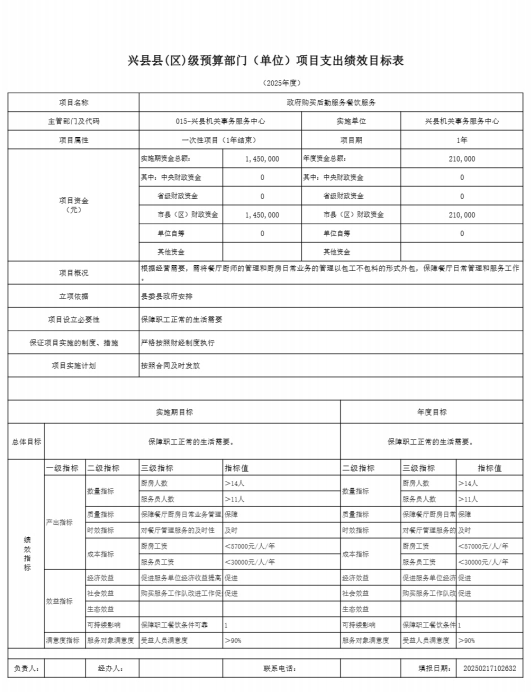 兴县县(区)级预算部门（单位）项目支出绩效目标表
（2025年度）
项目名称 政府购买后勤服务餐饮服务
主管部门及代码 015-兴县机关事务服务中心 实施单位 兴县机关事务服务中心
项目属性 一次性项目（1年结束） 项目期 1年
项目资金（元） 实施期资金总额： 1,450,000 年度资金总额： 210,000
其中：中央财政资金 0 其中：中央财政资金 0
省级财政资金 0 省级财政资金 0
市县（区）财政资金 1,450,000 市县（区）财政资金 210,000
单位自筹 0 单位自筹 0
其他资金 其他资金
项目概况 根据经营需要，需将餐厅厨师的管理和厨房日常业务的管理以包工不包料的形式外包，保障餐厅日常管理和服务工作
。
立项依据 县委县政府安排
项目设立必要性 保障职工正常的生活需要
保证项目实施的制度、措施 严格按照财经制度执行
项目实施计划 按照合同及时发放
实施期目标 年度目标
总体目标 保障职工正常的生活需要。 保障职工正常的生活需要。
绩效指标 一级指标 二级指标 三级指标 指标值 二级指标 三级指标 指标值
产出指标 数量指标 厨房人数 >14人 数量指标 厨房人数 >14人
服务员人数 >11人 服务员人数 >11人
质量指标 保障餐厅厨房日常业务管理 保障 质量指标 保障餐厅厨房日常 保障
时效指标 对餐厅管理服务的及时性 及时 时效指标 对餐厅管理服务的 及时
成本指标 厨房工资 <87000元/人/年 成本指标 厨房工资 <87000元/人/年
服务员工资 <30000元/人/年 服务员工资 <30000元/人/年
效益指标 经济效益 促进服务单位经济收益提高 促进 经济效益 促进服务单位经济 促进
社会效益 购买服务工作队改进工作促 促进 社会效益 购买服务工作队改 促进
生态效益 生态效益
可持续影响 保障职工餐饮条件可靠 1 可持续影响 保障职工餐饮条件 1
满意度指标 服务对象满意度 受益人员满意度 >90% 服务对象满意度 受益人员满意度 >90%
负责人： 经办人： 联系电话： 填报日期： 20250217102632